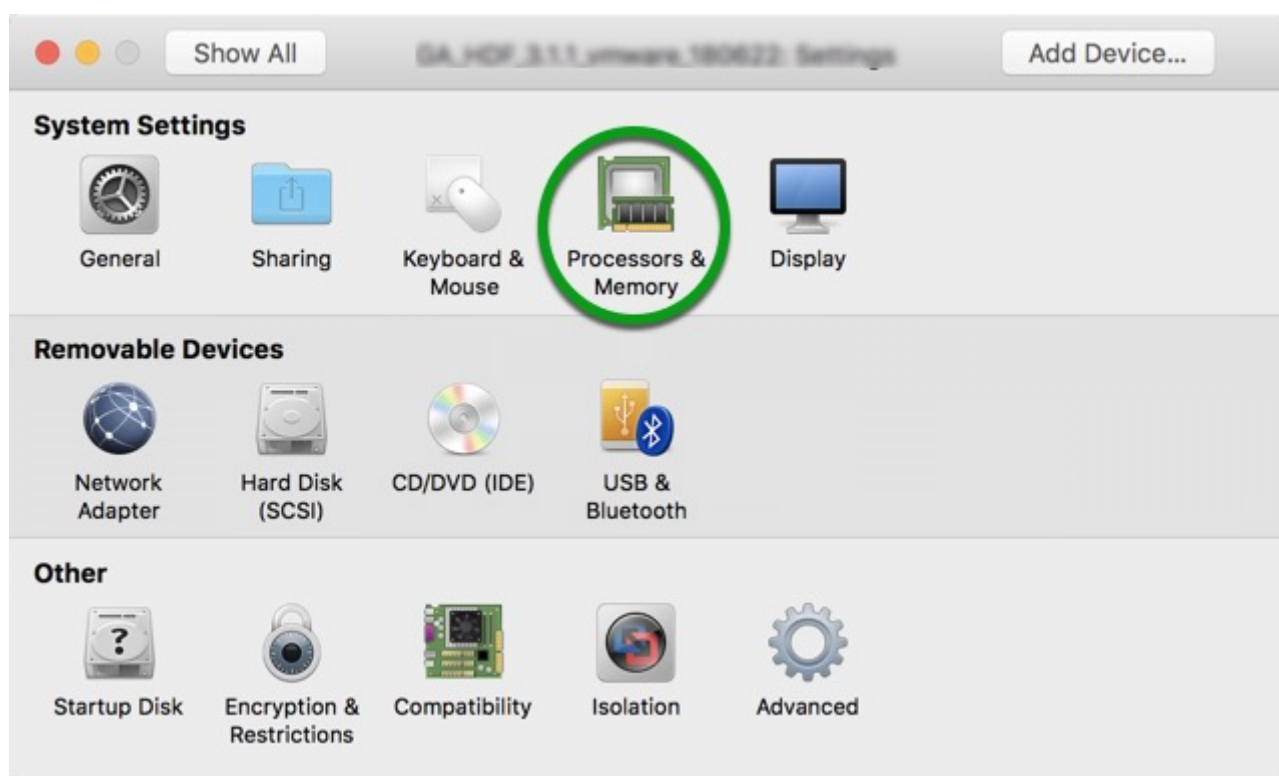 Show All
Add Device...
System Settings
General
Sharing
Keyboard &
Mouse
Processors &
Memory
Display
Removable Devices
Network
Adapter
Hard Disk
(SCSI)
CD/DVD (IDE)
USB &
Bluetooth
Other
?
Startup Disk
Encryption &
Restrictions
Compatibility
Isolation
Advanced